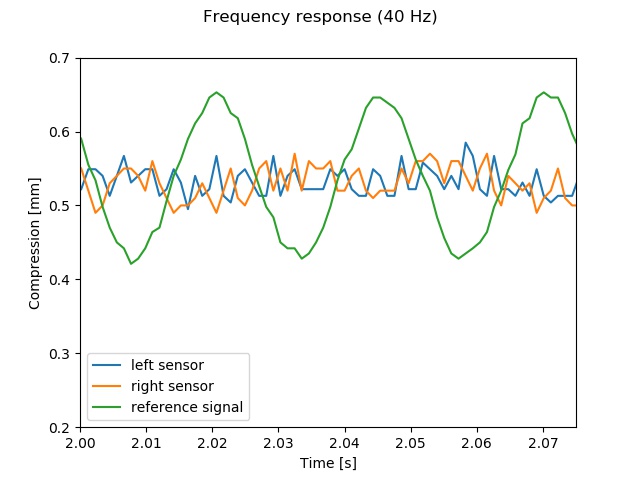 Frequency response (40 Hz)
0.7
0.6
0.5
0.4
0.3
0.2
Compression [mm]
left sensor
right sensor
reference signal
2.00 2.01 2.02 2.03 2.04 2.05 2.06 2.07
Time [s]